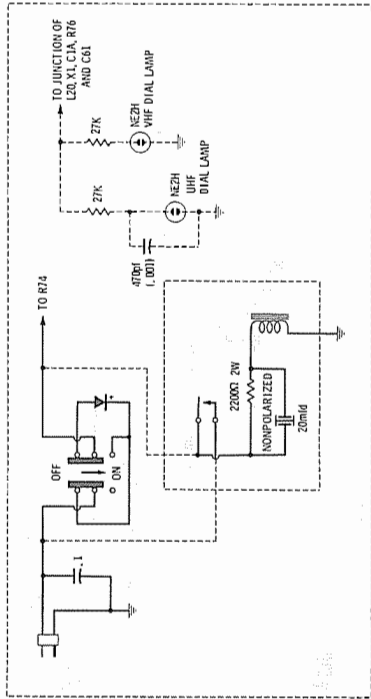 TO JUNCTION OF
L20, X1, C1A, R76
AND C61
27K
27K
NE2H
VHF DIAL LAMP
NE2H
UHF
DIAL LAMP
470pf
(.001)
TO R74
OFF
ON
.1
2200Ω 2W
NONPOLARIZED
20mfd